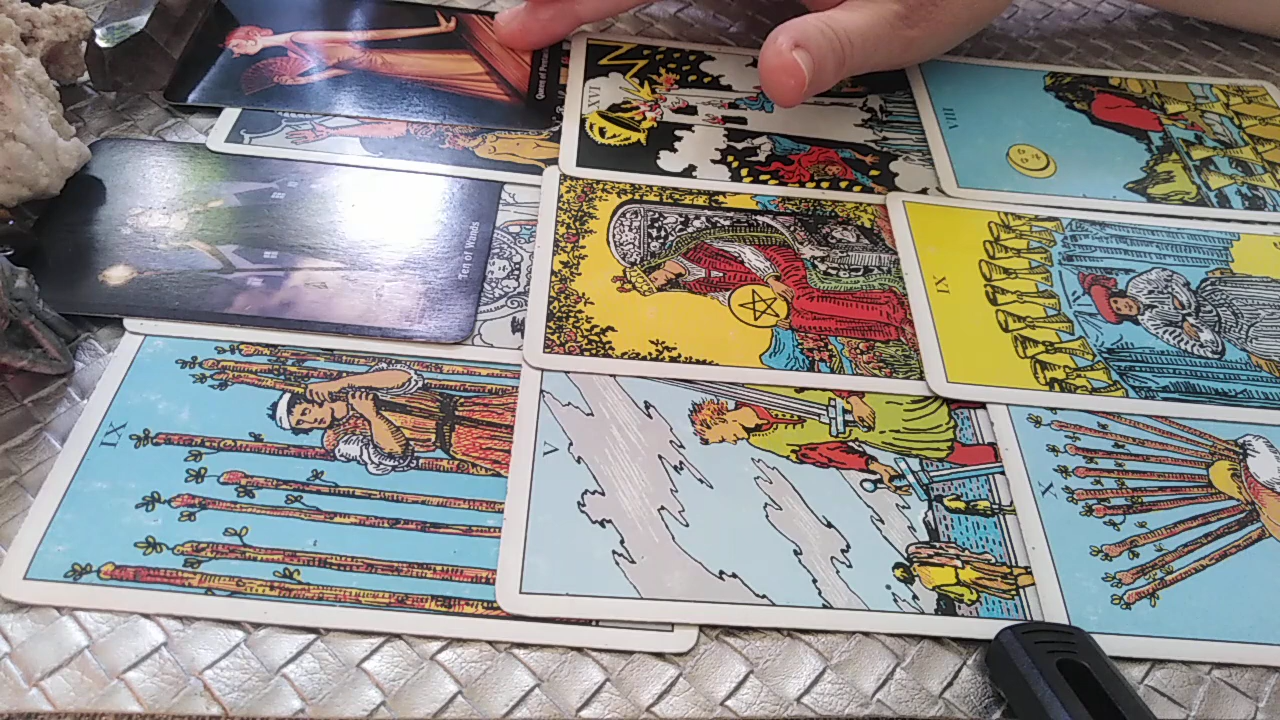 Queen of Pentacles
XVI
VIII
Ten of Wands
IX
IX
V
X